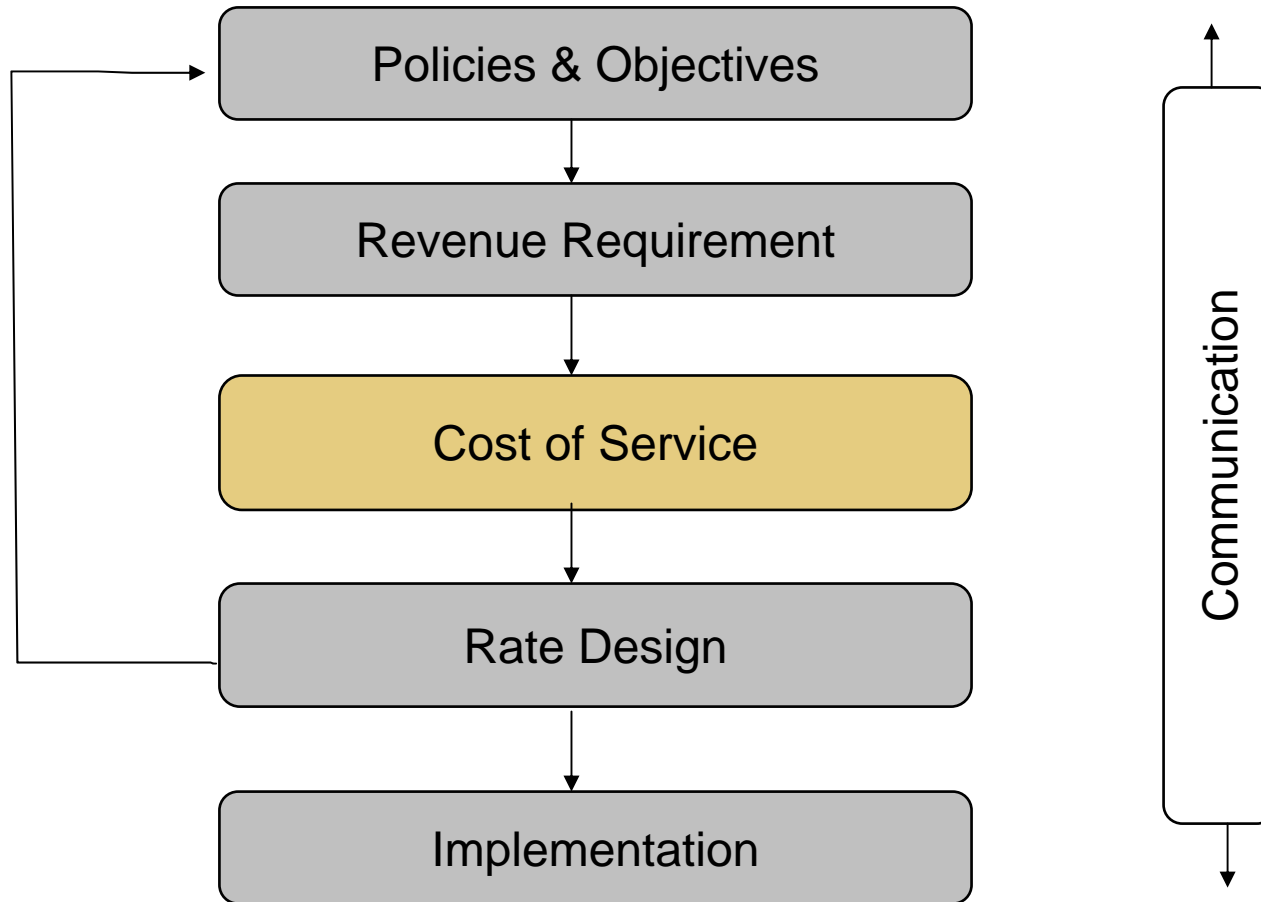 Policies & Objectives
Revenue Requirement
Cost of Service
Rate Design
Implementation
Communication